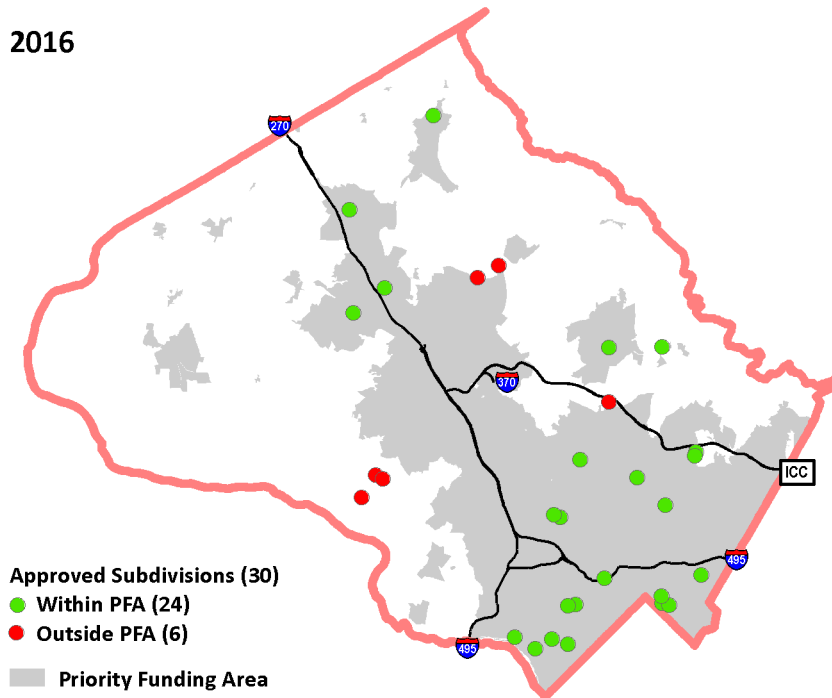 2016
270
370
ICC
495
495
Approved Subdivisions (30)
Within PFA (24)
Outside PFA (6)
Priority Funding Area